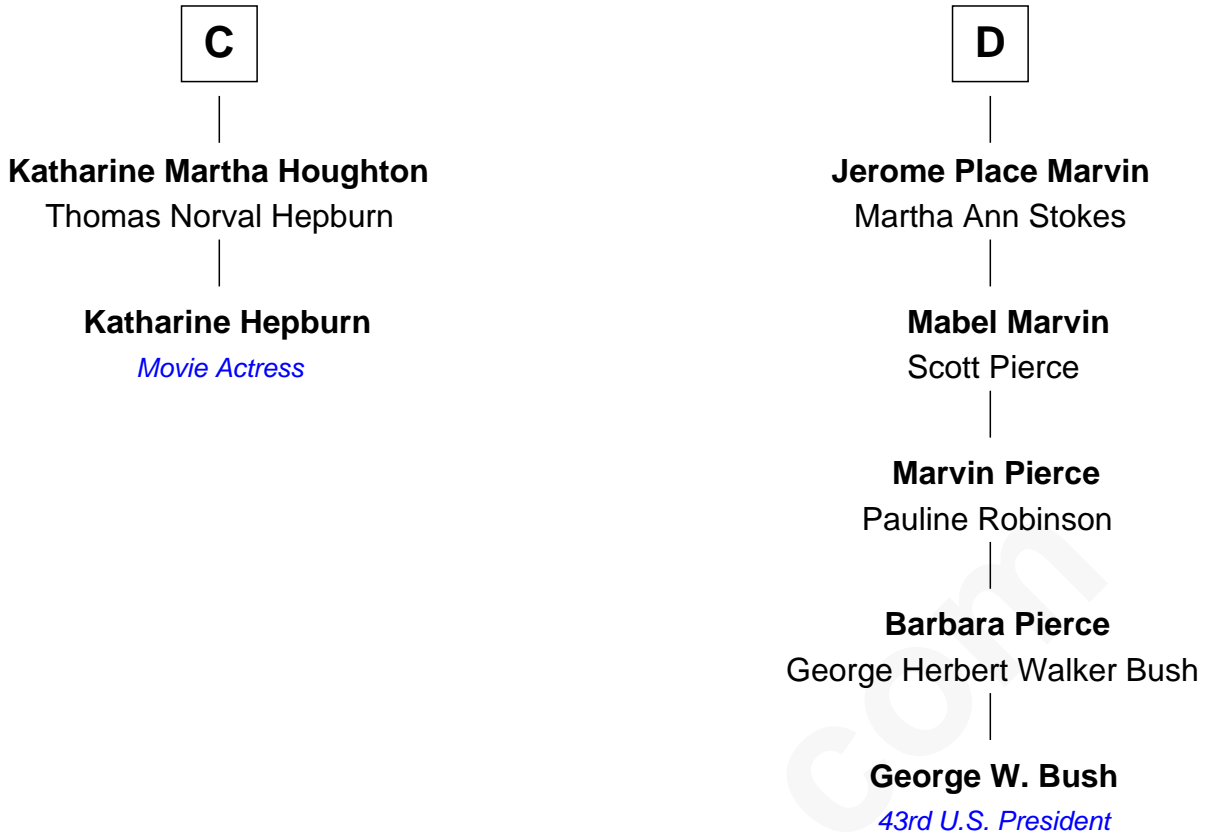 C
Katharine Martha Houghton
Thomas Norval Hepburn
Katharine Hepburn
Movie Actress
D
Jerome Place Marvin
Martha Ann Stokes
Mabel Marvin
Scott Pierce
Marvin Pierce
Pauline Robinson
Barbara Pierce
George Herbert Walker Bush
George W. Bush
43rd U.S. President
com